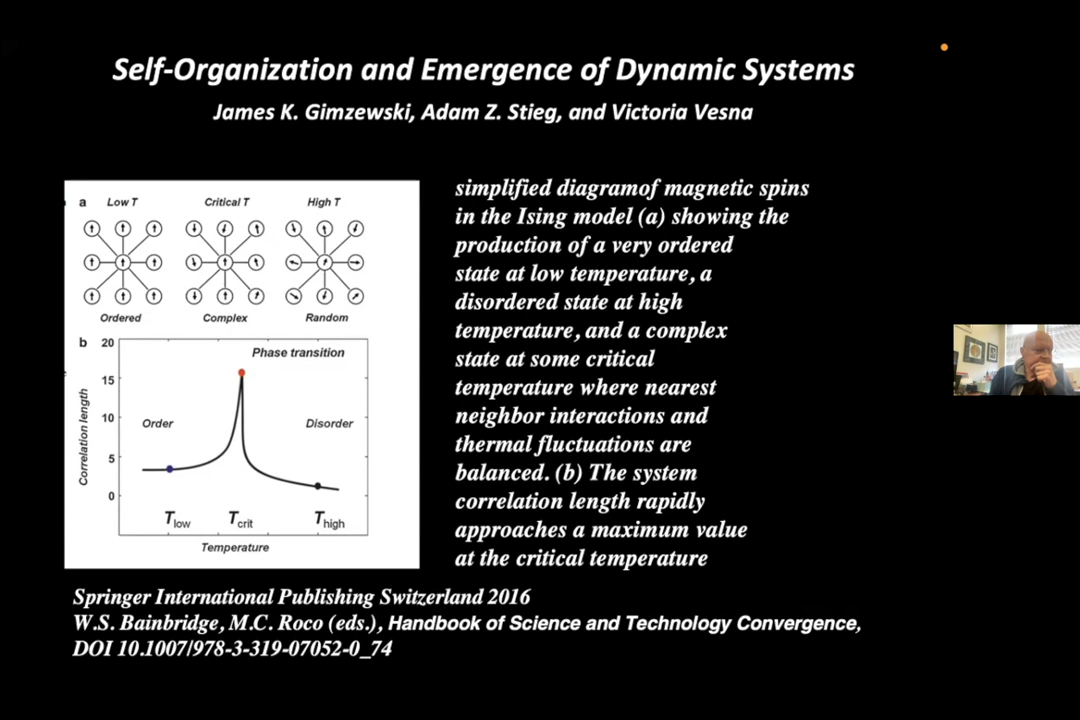 Self-Organization and Emergence of Dynamic Systems
James K. Gimzewski, Adam Z. Stieg, and Victoria Vesna
a Low T Critical T High T
Ordered Complex Random
b
20
15
10
5
0
Correlation length
Phase transition
Order Disorder
Tlow Tcrit Thigh
Temperature
simplified diagramof magnetic spins
in the Ising model (a) showing the
production of a very ordered
state at low temperature, a
disordered state at high
temperature, and a complex
state at some critical
temperature where nearest
neighbor interactions and
thermal fluctuations are
balanced. (b) The system
correlation length rapidly
approaches a maximum value
at the critical temperature
Springer International Publishing Switzerland 2016
W.S. Bainbridge, M.C. Roco (eds.), Handbook of Science and Technology Convergence,
DOI 10.1007/978-3-319-07052-0_74